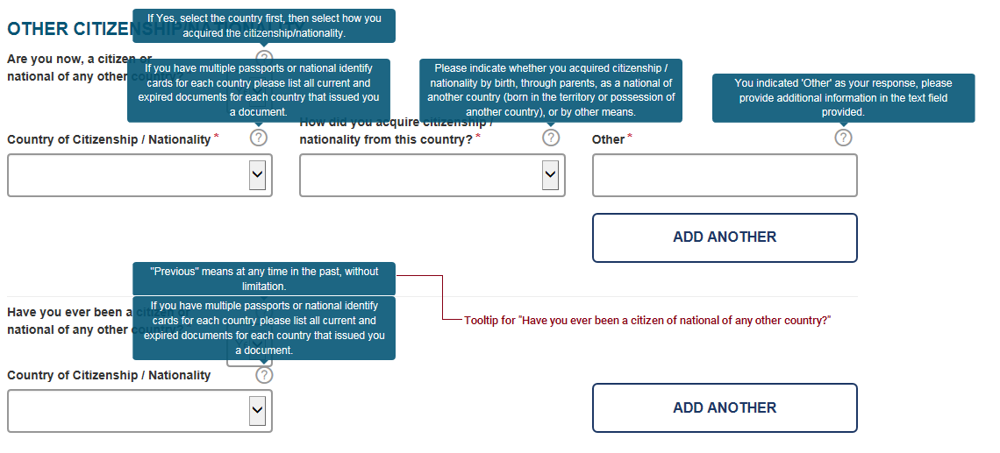 If Yes, select the country first, then select how you
acquired the citizenship/nationality.
OTHER CITIZENSHIP/NATIONALITY
Are you now, a citizen or
national of any other country?
If you have multiple passports or national identify
cards for each country please list all current and
expired documents for each country that issued you
a document.
Please indicate whether you acquired citizenship /
nationality by birth, through parents, as a national of
another country (born in the territory or possession of
another country), or by other means.
You indicated 'Other' as your response, please
provide additional information in the text field
provided.
Country of Citizenship / Nationality *
?
How did you acquire citizenship /
nationality from this country? *
?
Other *
?
ADD ANOTHER
"Previous" means at any time in the past, without
limitation.
Have you ever been a citizen or
national of any other country?
If you have multiple passports or national identify
cards for each country please list all current and
expired documents for each country that issued you
a document.
Tooltip for "Have you ever been a citizen of national of any other country?"
Country of Citizenship / Nationality
?
ADD ANOTHER